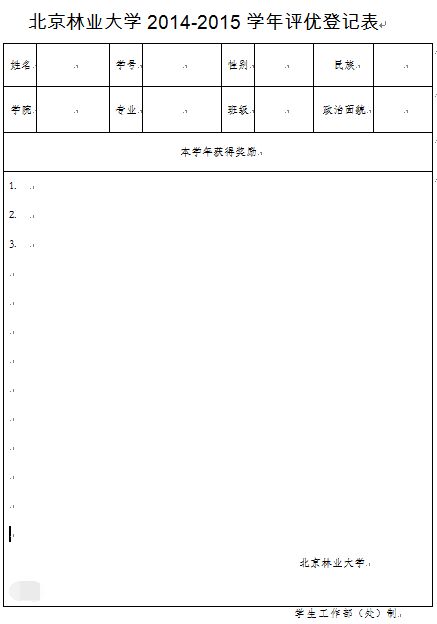 北京林业大学 2014-2015 学年评优登记表
姓名 学号 性别 民族
学院 专业 班级 政治面貌
本学年获得奖励
1.
2.
3.
北京林业大学
学生工作部（处）制